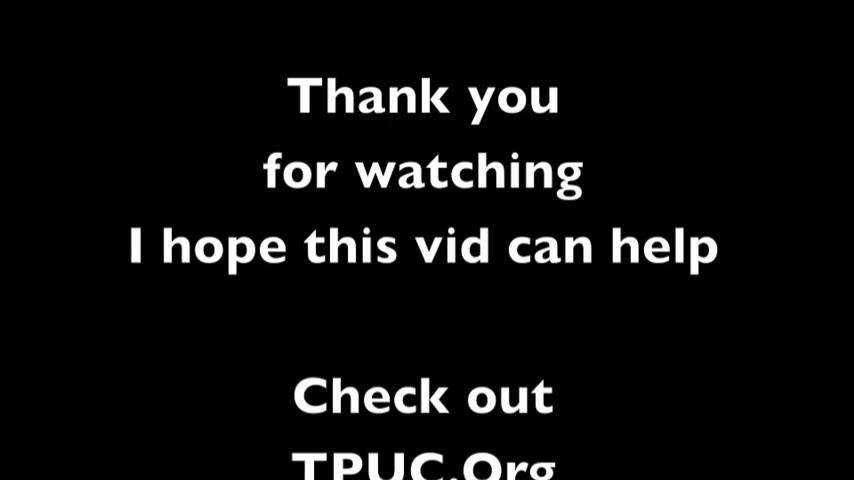 Thank you
for watching
I hope this vid can help
Check out
TPUC.Org